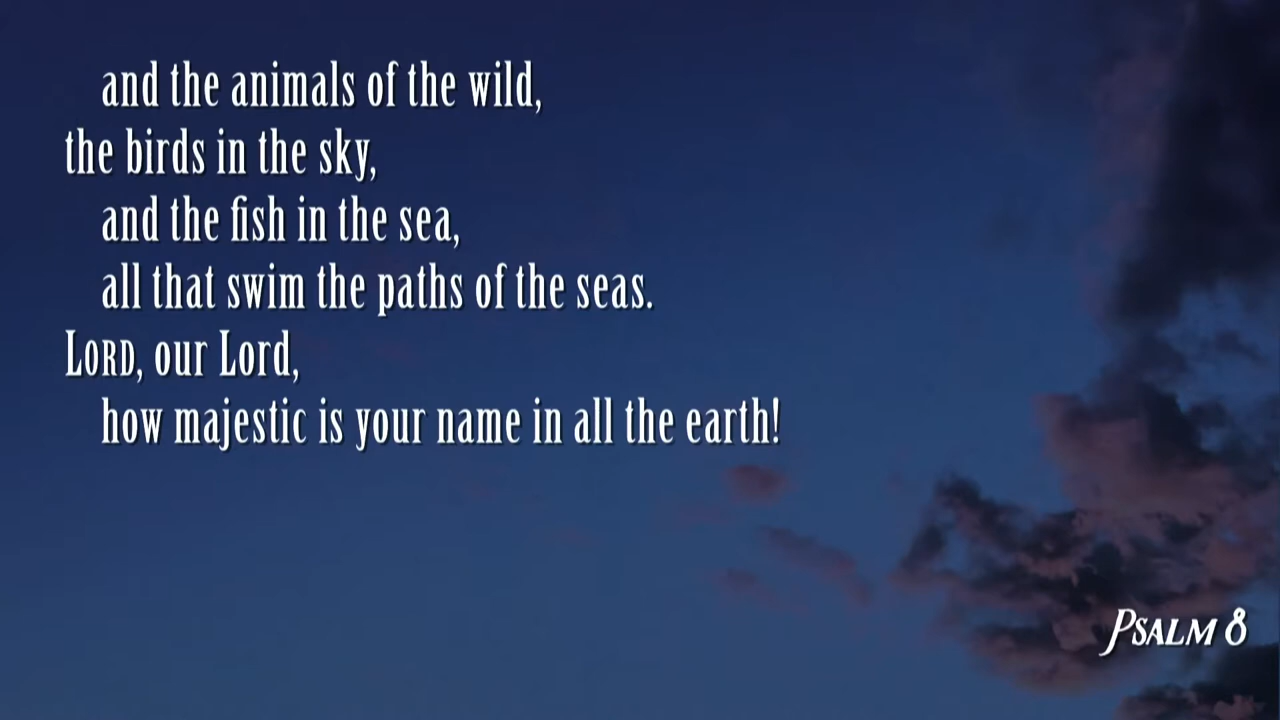 and the animals of the wild,
the birds in the sky,
and the fish in the sea,
all that swim the paths of the seas.
LORD, our Lord,
how majestic is your name in all the earth!
PSALM 8